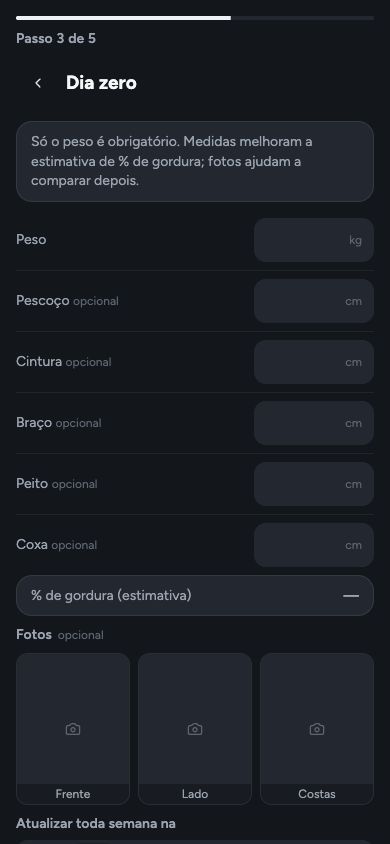 Passo 3 de 5
Dia zero
Só o peso é obrigatório. Medidas melhoram a
estimativa de % de gordura; fotos ajudam a
comparar depois.
Peso kg
Pescoço opcional cm
Cintura opcional cm
Braço opcional cm
Peito opcional cm
Coxa opcional cm
% de gordura (estimativa) —
Fotos opcional
Frente Lado Costas
Atualizar toda semana na